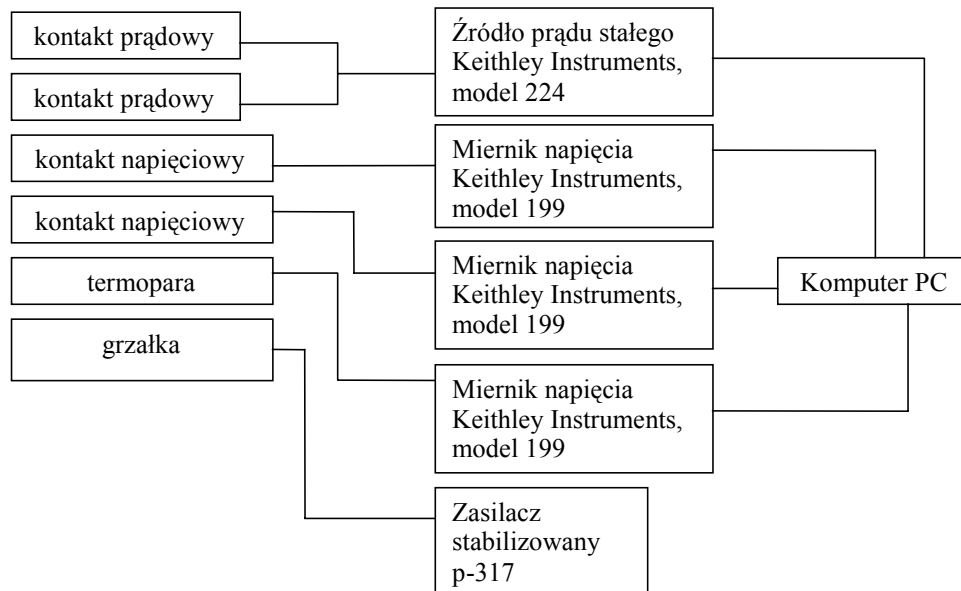 kontakt prądowy
kontakt prądowy
kontakt napięciowy
kontakt napięciowy
termopara
grzałka
Źródło prądu stałego
Keithley Instruments,
model 224
Miernik napięcia
Keithley Instruments,
model 199
Miernik napięcia
Keithley Instruments,
model 199
Miernik napięcia
Keithley Instruments,
model 199
Zasilacz
stabilizowany
p-317
Komputer PC